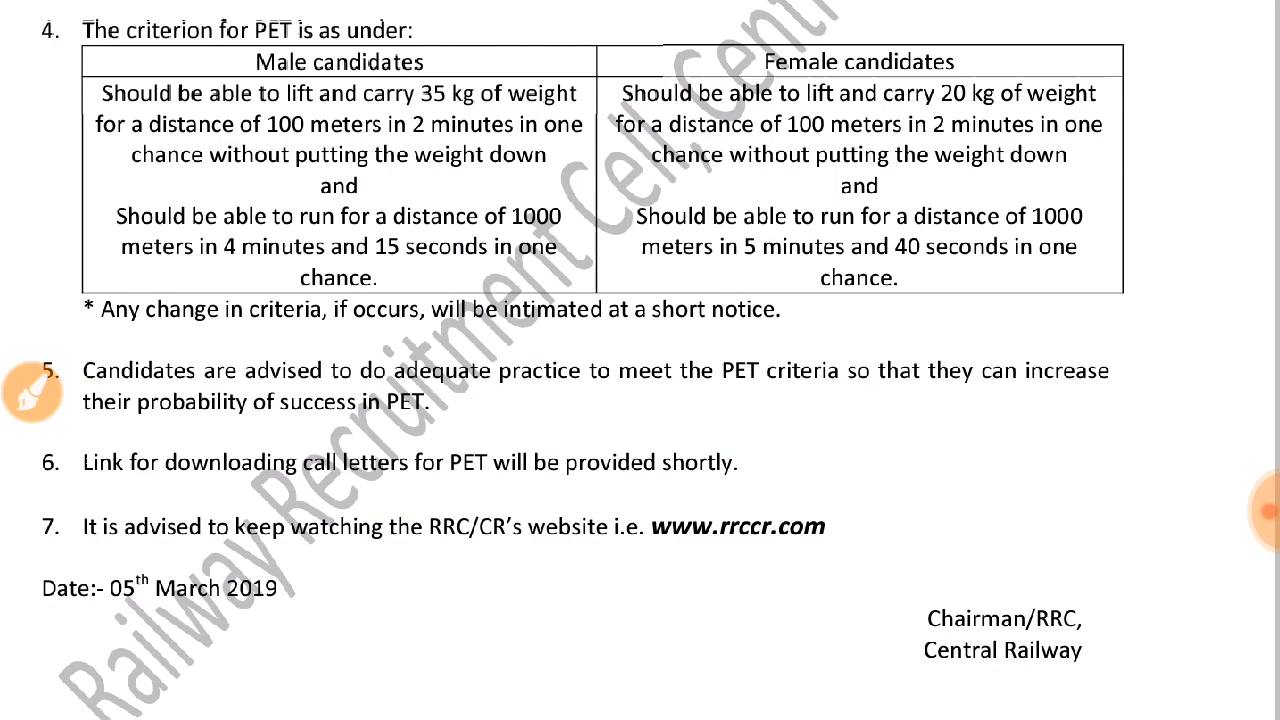 4. The criterion for PET is as under:
Male candidates
Should be able to lift and carry 35 kg of weight
for a distance of 100 meters in 2 minutes in one
chance without putting the weight down
and
Should be able to run for a distance of 1000
meters in 4 minutes and 15 seconds in one
chance.
Female candidates
Should be able to lift and carry 20 kg of weight
for a distance of 100 meters in 2 minutes in one
chance without putting the weight down
and
Should be able to run for a distance of 1000
meters in 5 minutes and 40 seconds in one
chance.
* Any change in criteria, if occurs, will be intimated at a short notice.
5. Candidates are advised to do adequate practice to meet the PET criteria so that they can increase
their probability of success in PET.
6. Link for downloading call letters for PET will be provided shortly.
7. It is advised to keep watching the RRC/CR’s website i.e. www.rrccr.com
Date:- 05th March 2019
Chairman/RRC,
Central Railway
Railway Recruitment Cell, Centr